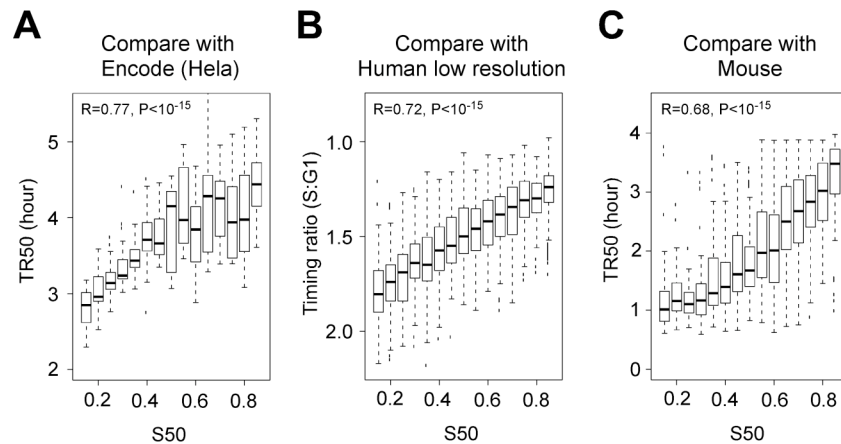 A
Compare with
Encode (Hela)
R=0.77, P<10-15
5
4
3
2
TR50 (hour)
0.2 0.4 0.6 0.8
S50
B
Compare with
Human low resolution
R=0.72, P<10-15
1.0
1.5
2.0
Timing ratio (S:G1)
0.2 0.4 0.6 0.8
S50
C
Compare with
Mouse
R=0.68, P<10-15
4
3
2
1
0
TR50 (hour)
0.2 0.4 0.6 0.8
S50